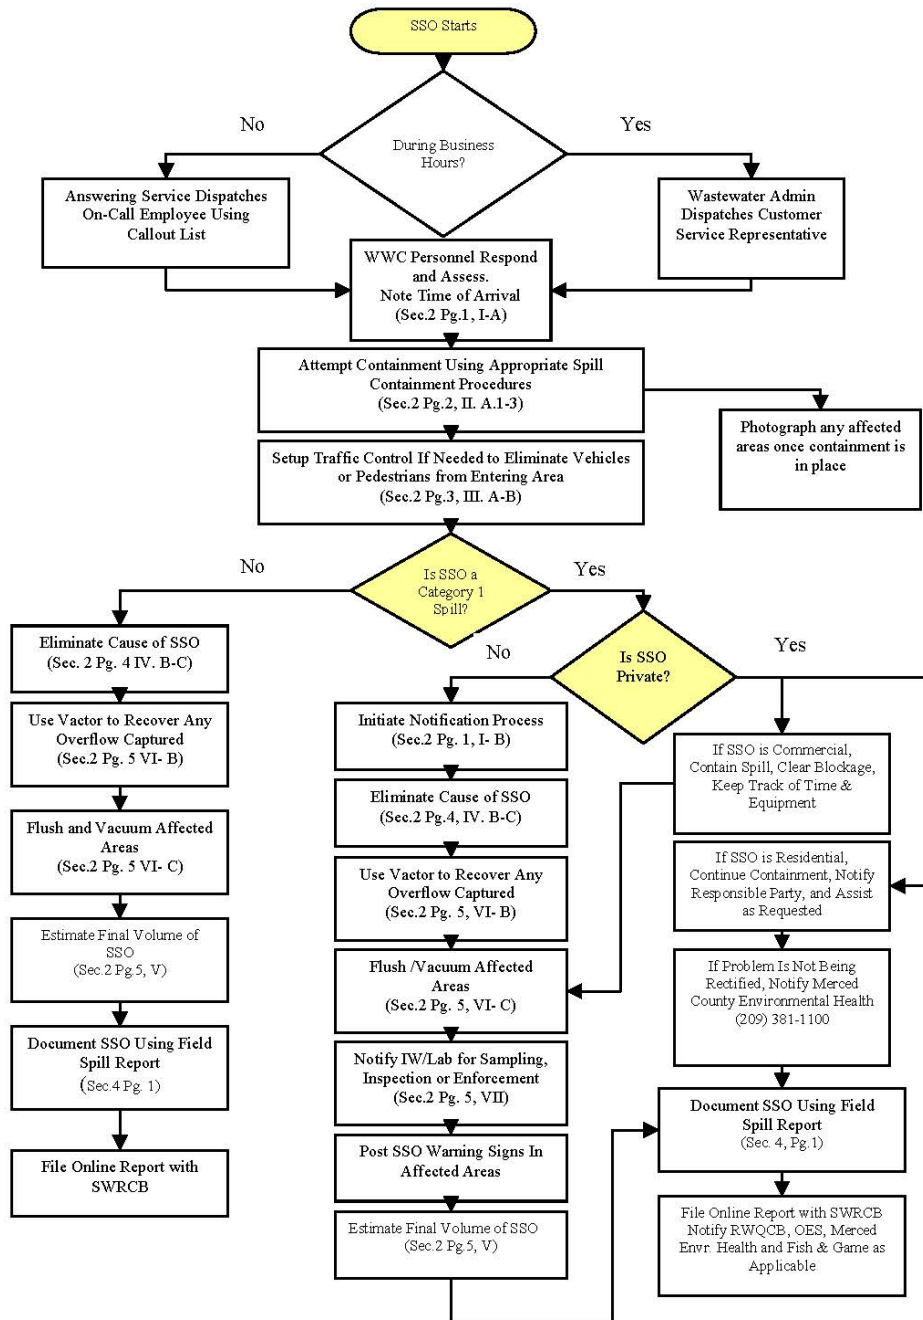 SSO Starts
During Business
Hours?
No
Yes
Answering Service Dispatches
On-Call Employee Using
Callout List
Wastewater Admin
Dispatches Customer
Service Representative
WWC Personnel Respond
and Assess.
Note Time of Arrival
(Sec.2 Pg.1, I-A)
Attempt Containment Using Appropriate Spill
Containment Procedures
(Sec.2 Pg.2, II. A.1-3)
Photograph any affected
areas once containment is
in place
Setup Traffic Control If Needed to Eliminate Vehicles
or Pedestrians from Entering Area
(Sec.2 Pg.3, III. A-B)
Is SSO a
Category 1
Spill?
No
Yes
Eliminate Cause of SSO
(Sec. 2 Pg. 4 IV. B-C)
Use Vactor to Recover Any
Overflow Captured
(Sec.2 Pg. 5 VI- B)
Flush and Vacuum Affected
Areas
(Sec.2 Pg. 5 VI- C)
Estimate Final Volume of
SSO
(Sec.2 Pg.5, V)
Document SSO Using Field
Spill Report
(Sec.4 Pg. 1)
File Online Report with
SWRCB
Is SSO
Private?
No
Yes
Initiate Notification Process
(Sec.2 Pg. 1, I- B)
Eliminate Cause of SSO
(Sec.2 Pg.4, IV. B-C)
Use Vactor to Recover Any
Overflow Captured
(Sec.2 Pg. 5, VI- B)
Flush /Vacuum Affected
Areas
(Sec.2 Pg. 5, VI- C)
Notify IW/Lab for Sampling,
Inspection or Enforcement
(Sec.2 Pg. 5, VII)
Post SSO Warning Signs In
Affected Areas
Estimate Final Volume of SSO
(Sec.2 Pg.5, V)
If SSO is Commercial,
Contain Spill, Clear Blockage,
Keep Track of Time &
Equipment
If SSO is Residential,
Continue Containment, Notify
Responsible Party, and Assist
as Requested
If Problem Is Not Being
Rectified, Notify Merced
County Environmental Health
(209) 381-1100
Document SSO Using Field
Spill Report
(Sec. 4, Pg.1)
File Online Report with SWRCB
Notify RWQCB, OES, Merced
Envr. Health and Fish & Game as
Applicable